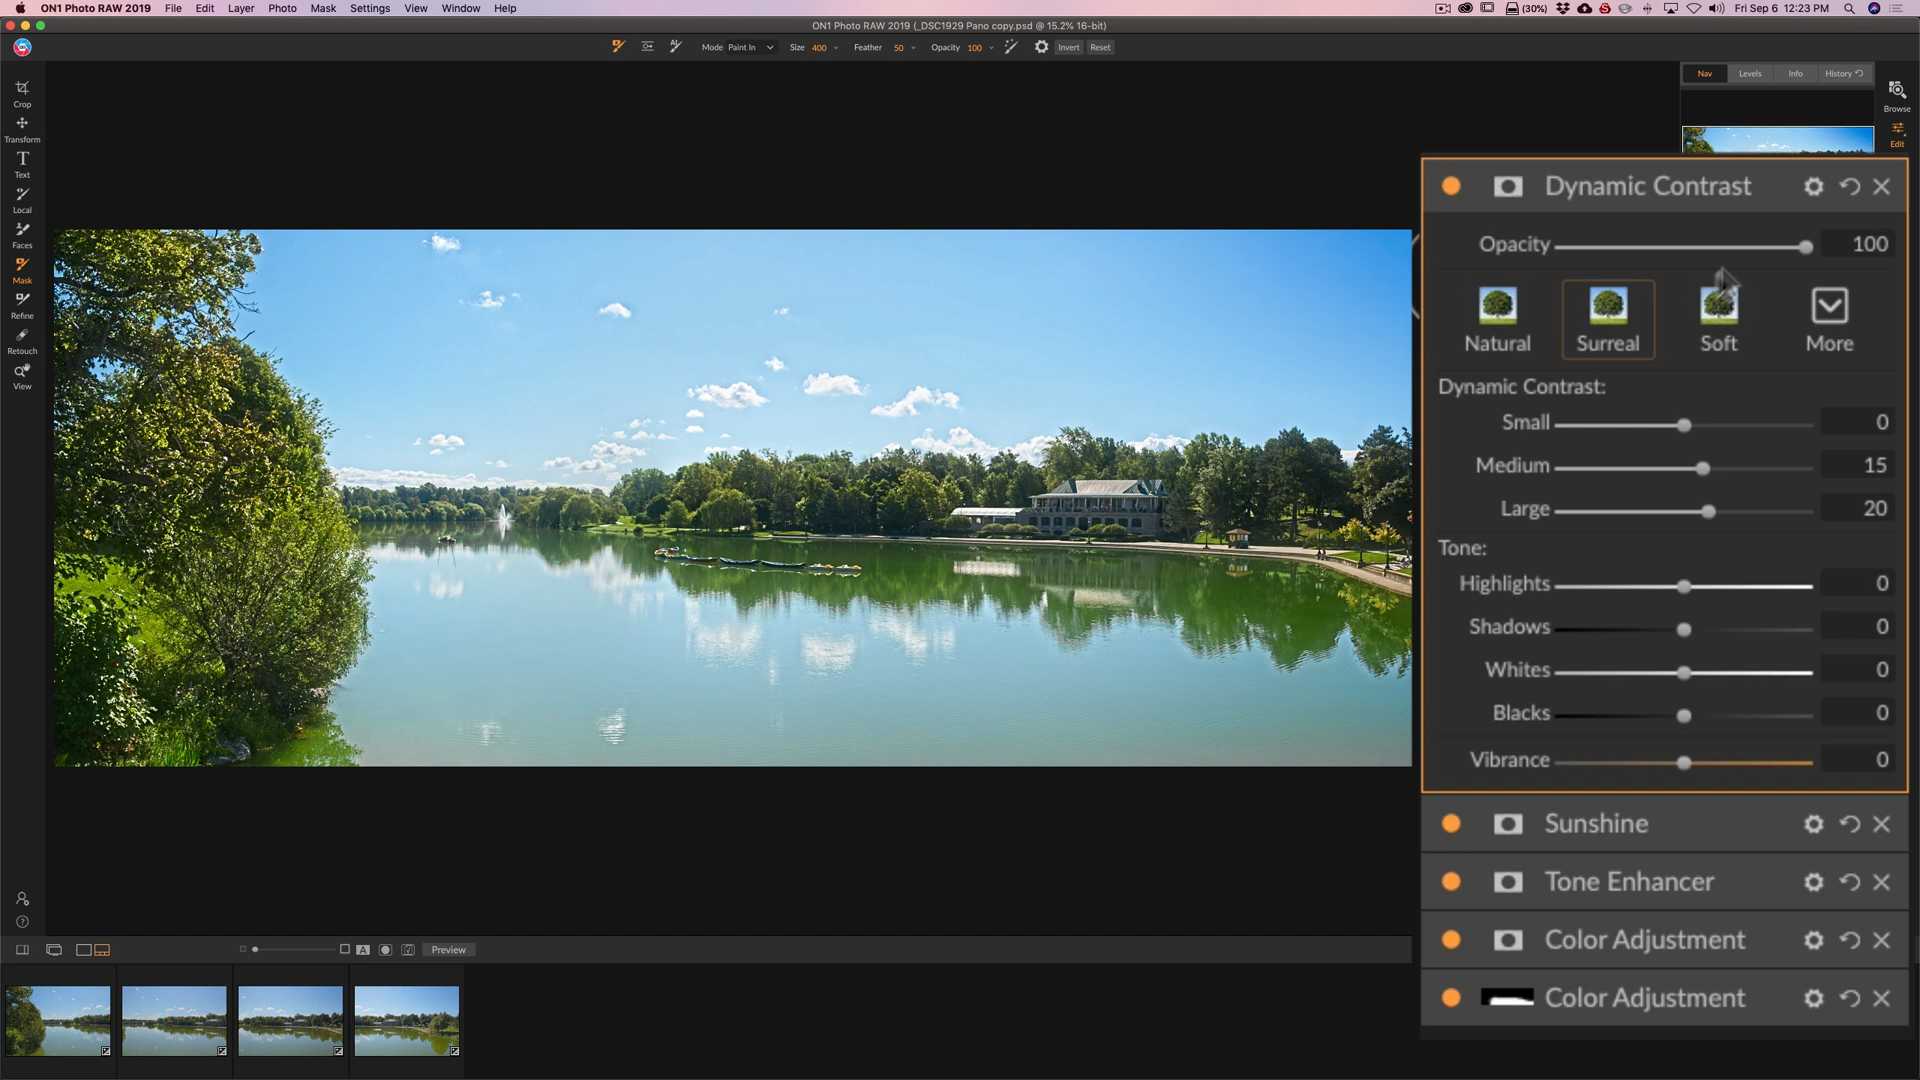 ON1 Photo RAW 2019 File Edit Layer Photo Mask Settings View Window Help (30%) Fri Sep 6 12:23 PM
ON1 Photo RAW 2019 (_DSC1929 Pano copy.psd @ 15.2% 16-bit)
Mode Paint In Size 400 Feather 50 Opacity 100 Invert Reset
Nav Levels Info History
Browse
Edit
Crop
Transform
Text
Local
Faces
Mask
Refine
Retouch
View
Dynamic Contrast
Opacity 100
Natural Surreal Soft More
Dynamic Contrast:
Small 0
Medium 15
Large 20
Tone:
Highlights 0
Shadows 0
Whites 0
Blacks 0
Vibrance 0
Sunshine
Tone Enhancer
Color Adjustment
Color Adjustment
A Preview